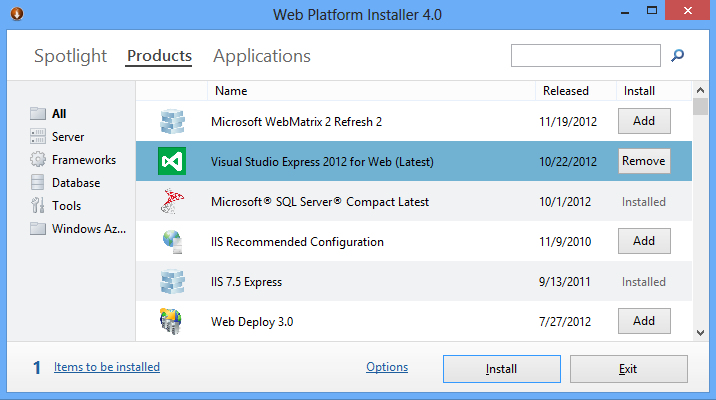 Web Platform Installer 4.0
Spotlight Products Applications
Name Released Install
All
Server
Frameworks
Database
Tools
Windows Az...
Microsoft WebMatrix 2 Refresh 2 11/19/2012 Add
Visual Studio Express 2012 for Web (Latest) 10/22/2012 Remove
Microsoft® SQL Server® Compact Latest 10/1/2012 Installed
IIS Recommended Configuration 11/9/2010 Add
IIS 7.5 Express 9/13/2011 Installed
Web Deploy 3.0 7/27/2012 Add
1 Items to be installed Options Install Exit